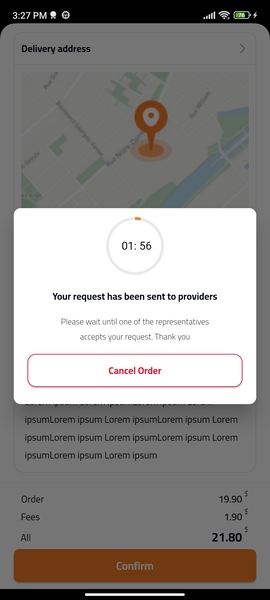 3:27 PM
Delivery address
01: 56
Your request has been sent to providers
Please wait until one of the representatives
accepts your request. Thank you
Cancel Order
ipsumLorem ipsum Lorem ipsumLorem ipsum Lorem
ipsumLorem ipsum Lorem ipsumLorem ipsum Lorem
ipsumLorem ipsum Lorem ipsum
Order 19.90 $
Fees 1.90 $
All 21.80 $
Confirm